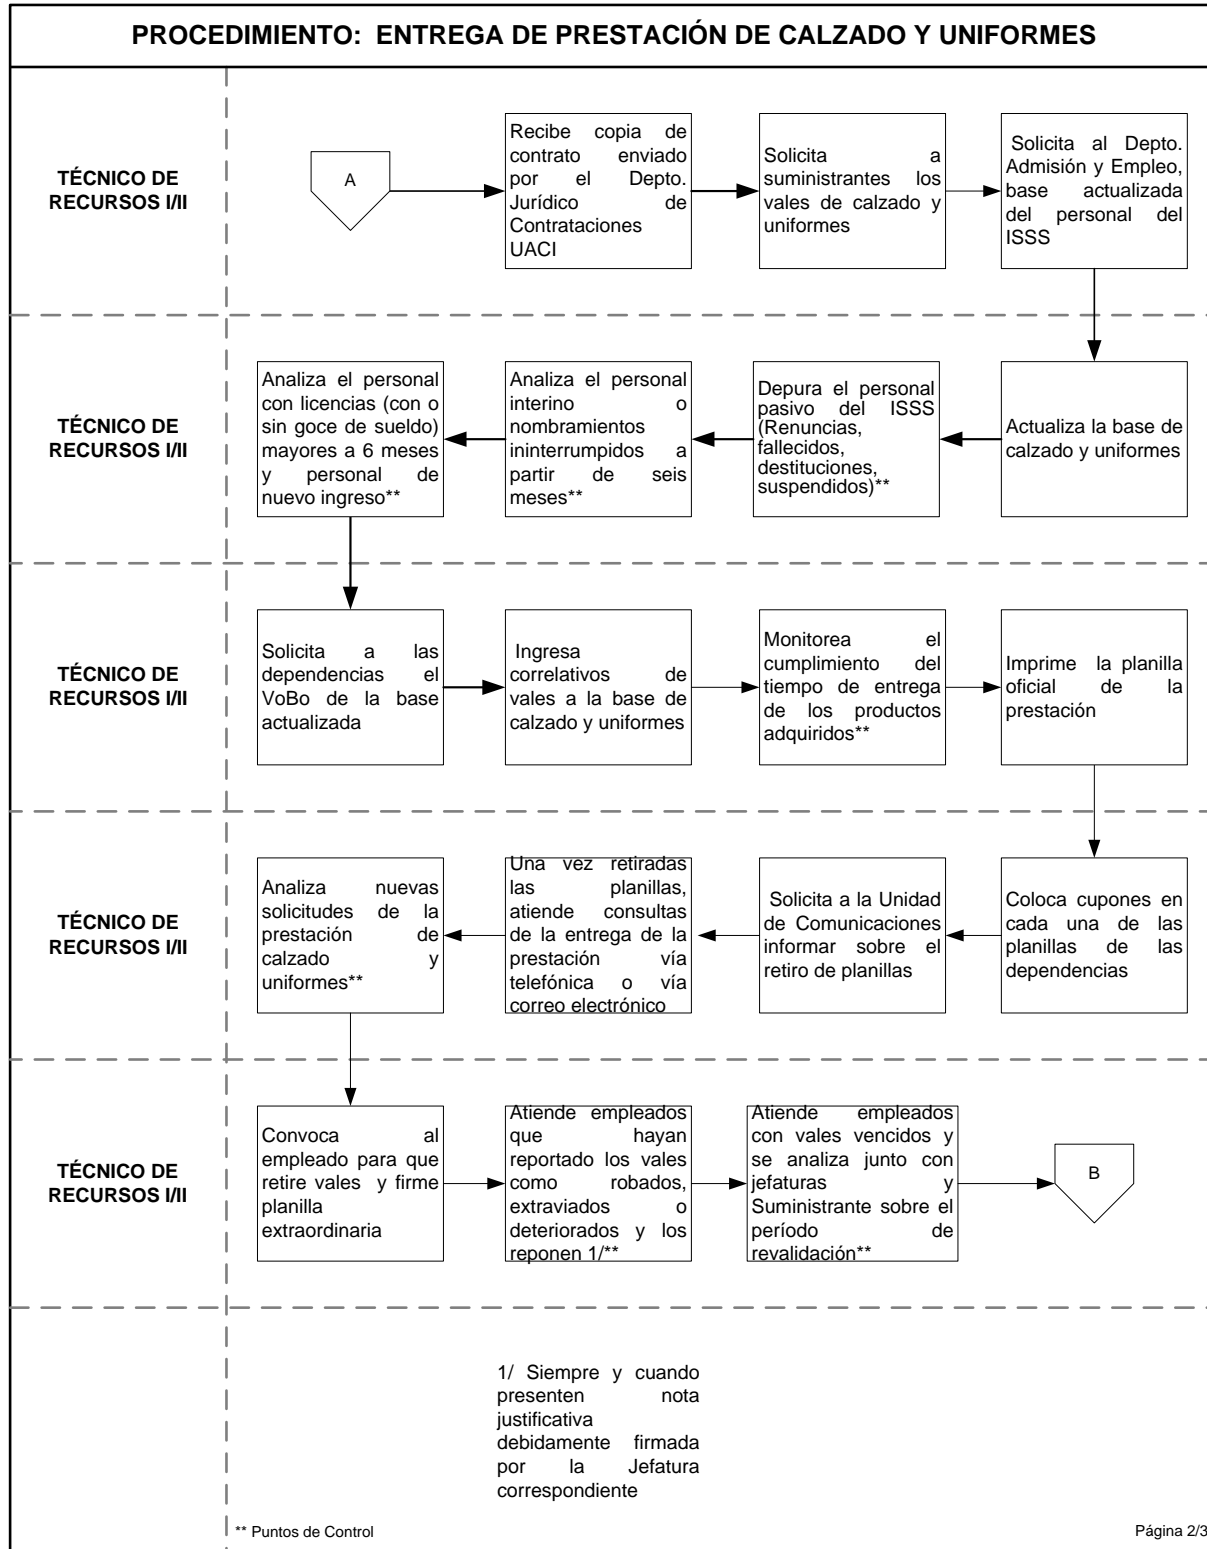 PROCEDIMIENTO: ENTREGA DE PRESTACIÓN DE CALZADO Y UNIFORMES
TÉCNICO DE
RECURSOS I/II
A
Recibe copia de
contrato enviado
por el Depto.
Jurídico de
Contrataciones
UACI
Solicita a
suministrantes los
vales de calzado y
uniformes
Solicita al Depto.
Admisión y Empleo,
base actualizada
del personal del
ISSS
TÉCNICO DE
RECURSOS I/II
Analiza el personal
con licencias (con o
sin goce de sueldo)
mayores a 6 meses
y personal de
nuevo ingreso**
Analiza el personal
interino o
nombramientos
ininterrumpidos a
partir de seis
meses**
Depura el personal
pasivo del ISSS
(Renuncias,
fallecidos,
destituciones,
suspendidos)**
Actualiza la base de
calzado y uniformes
TÉCNICO DE
RECURSOS I/II
Solicita a las
dependencias el
VoBo de la base
actualizada
Ingresa
correlativos de
vales a la base de
calzado y uniformes
Monitorea el
cumplimiento del
tiempo de entrega
de los productos
adquiridos**
Imprime la planilla
oficial de la
prestación
TÉCNICO DE
RECURSOS I/II
Analiza nuevas
solicitudes de la
prestación de
calzado y
uniformes**
Una vez retiradas
las planillas,
atiende consultas
de la entrega de la
prestación vía
telefónica o vía
correo electrónico
Solicita a la Unidad
de Comunicaciones
informar sobre el
retiro de planillas
Coloca cupones en
cada una de las
planillas de las
dependencias
TÉCNICO DE
RECURSOS I/II
Convoca al
empleado para que
retire vales y firme
planilla
extraordinaria
Atiende empleados
que hayan
reportado los vales
como robados,
extraviados o
deteriorados y los
reponen 1/**
Atiende empleados
con vales vencidos y
se analiza junto con
jefaturas y
Suministrante sobre el
período de
revalidación**
B
1/ Siempre y cuando
presenten nota
justificativa
debidamente firmada
por la Jefatura
correspondiente
** Puntos de Control
Página 2/3